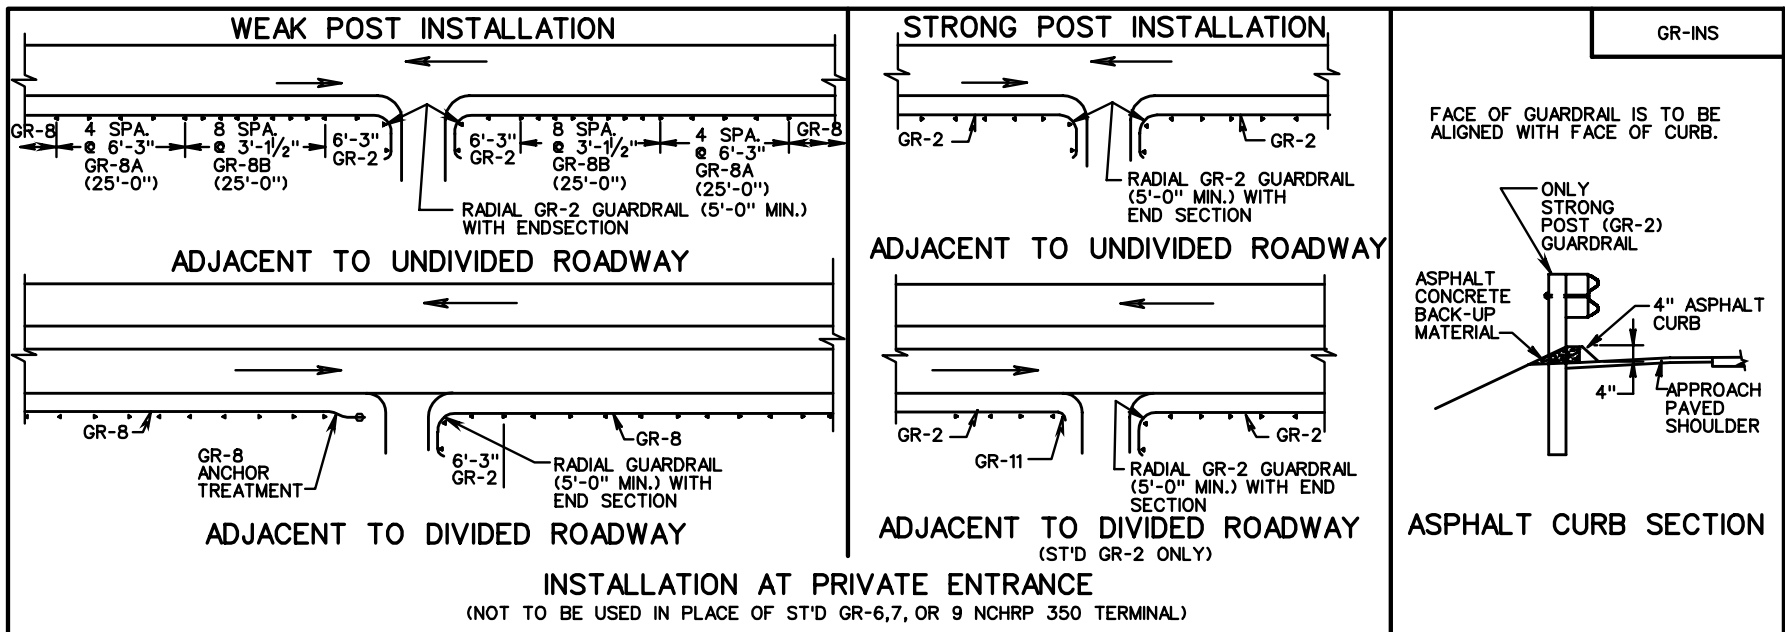 WEAK POST INSTALLATION
GR-8
4 SPA.
@ 6'-3"
GR-8A
(25'-0")
8 SPA.
@ 3'-1½"
GR-8B
(25'-0")
6'-3"
GR-2
6'-3"
GR-2
8 SPA.
@ 3'-1½"
GR-8B
(25'-0")
4 SPA.
@ 6'-3"
GR-8A
(25'-0")
GR-8
RADIAL GR-2 GUARDRAIL (5'-0" MIN.)
WITH ENDSECTION
ADJACENT TO UNDIVIDED ROADWAY
GR-8
GR-8
ANCHOR
TREATMENT
6'-3"
GR-2
GR-8
RADIAL GUARDRAIL
(5'-0" MIN.) WITH
END SECTION
ADJACENT TO DIVIDED ROADWAY
STRONG POST INSTALLATION
GR-2
GR-2
RADIAL GR-2 GUARDRAIL
(5'-0" MIN.) WITH
END SECTION
ADJACENT TO UNDIVIDED ROADWAY
GR-2
GR-11
GR-2
RADIAL GR-2 GUARDRAIL
(5'-0" MIN.) WITH END
SECTION
ADJACENT TO DIVIDED ROADWAY
(ST'D GR-2 ONLY)
INSTALLATION AT PRIVATE ENTRANCE
(NOT TO BE USED IN PLACE OF ST'D GR-6,7, OR 9 NCHRP 350 TERMINAL)
GR-INS
FACE OF GUARDRAIL IS TO BE
ALIGNED WITH FACE OF CURB.
ONLY
STRONG
POST (GR-2)
GUARDRAIL
ASPHALT
CONCRETE
BACK-UP
MATERIAL
4" ASPHALT
CURB
4"
APPROACH
PAVED
SHOULDER
ASPHALT CURB SECTION